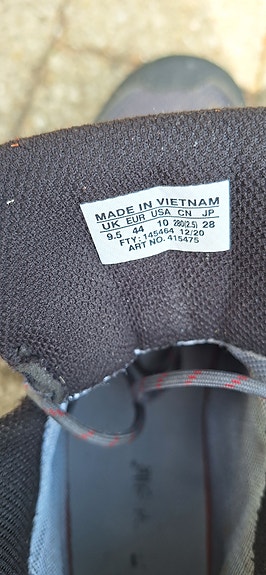 MADE IN VIETNAM
UK EUR USA CN JP
9.5 44 10 280(2.5) 28
FTY: 145464 12/20
ART NO. 415475